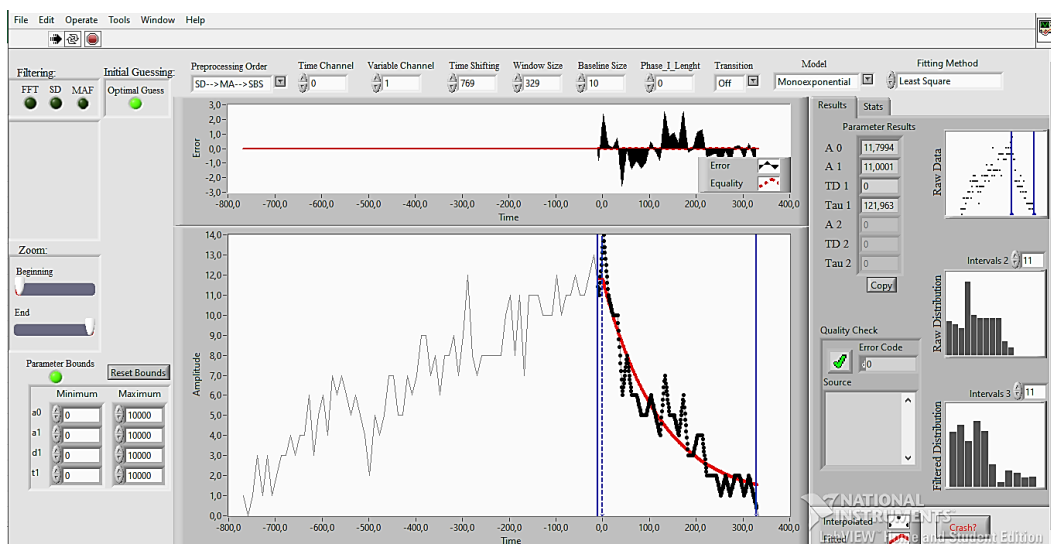 File Edit Operate Tools Window Help
Filtering:
FFT SD MAF
Initial Guessing:
Optimal Guess
Preprocessing Order
SD-->MA-->SBS
Time Channel
0
Variable Channel
1
Time Shifting
769
Window Size
329
Baseline Size
10
Phase_I_Lenght
0
Transition
Off
Model
Monoexponential
Fitting Method
Least Square
Error
3,0
2,0
1,0
0,0
-1,0
-2,0
-3,0
-800,0 -700,0 -600,0 -500,0 -400,0 -300,0 -200,0 -100,0 0,0 100,0 200,0 300,0 400,0
Time
Error
Equality
Zoom:
Beginning
End
Parameter Bounds
Reset Bounds
Minimum Maximum
a0 0 10000
a1 0 10000
d1 0 10000
t1 0 10000
Amplitude
14,0
13,0
12,0
11,0
10,0
9,0
8,0
7,0
6,0
5,0
4,0
3,0
2,0
1,0
0,0
-800,0 -700,0 -600,0 -500,0 -400,0 -300,0 -200,0 -100,0 0,0 100,0 200,0 300,0 400,0
Time
Results Stats
Parameter Results
A 0 11,7994
A 1 11,0001
TD 1 0
Tau 1 121,963
A 2 0
TD 2 0
Tau 2 0
Copy
Quality Check
Error Code
0
Source
Raw Data
Intervals 2 11
Raw Distribution
Intervals 3 11
Filtered Distribution
NATIONAL
INSTRUMENTS
LabVIEW Home and Student Edition
Interpolated
Fitted
Crash?